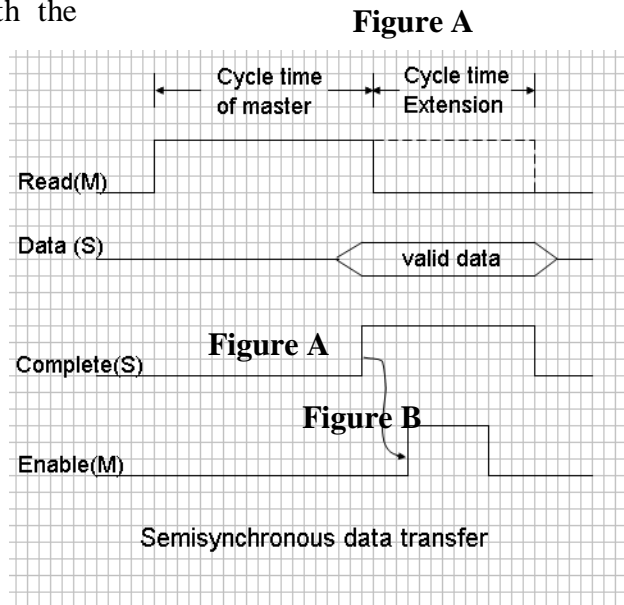 th the
Figure A
Cycle time of master
Cycle time Extension
Read(M)
Data (S)
valid data
Figure A
Complete(S)
Figure B
Enable(M)
Semisynchronous data transfer